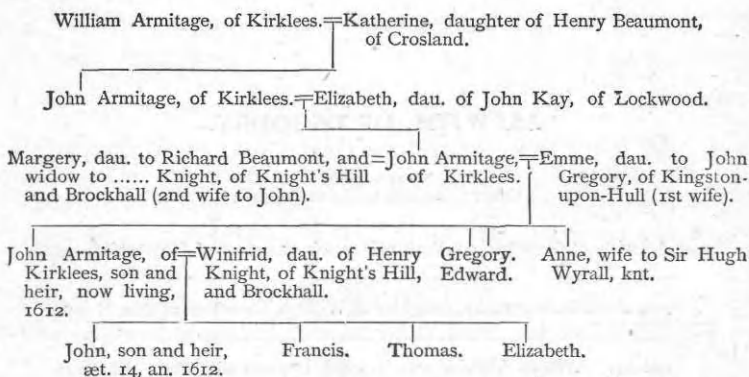 William Armitage, of Kirklees.=Katherine, daughter of Henry Beaumont,
of Crosland.
John Armitage, of Kirklees.=Elizabeth, dau. of John Kay, of Lockwood.
Margery, dau. to Richard Beaumont, and=John Armitage,=Emme, dau. to John
widow to ...... Knight, of Knight's Hill of Kirklees. Gregory, of Kingston-
and Brockhall (2nd wife to John). upon-Hull (1st wife).
John Armitage, of=Winifrid, dau. of Henry Gregory. Anne, wife to Sir Hugh
Kirklees, son and Knight, of Knight's Hill, Edward. Wyrall, knt.
heir, now living, and Brockhall.
1612.
John, son and heir, Francis. Thomas. Elizabeth.
æt. 14, an. 1612.